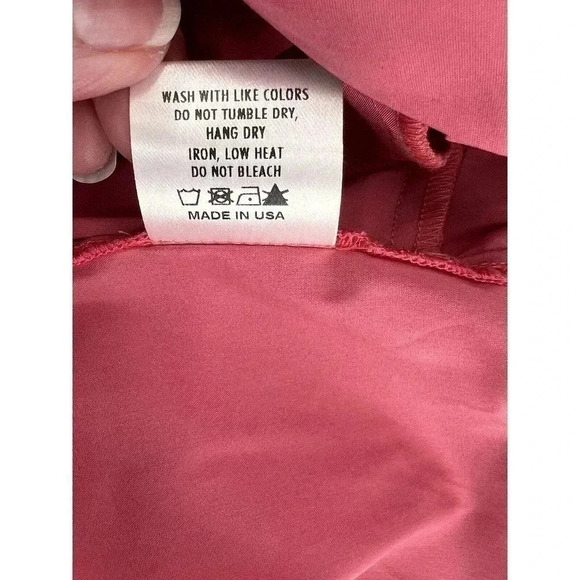 WASH WITH LIKE COLORS
DO NOT TUMBLE DRY,
HANG DRY
IRON, LOW HEAT
DO NOT BLEACH
MADE IN USA